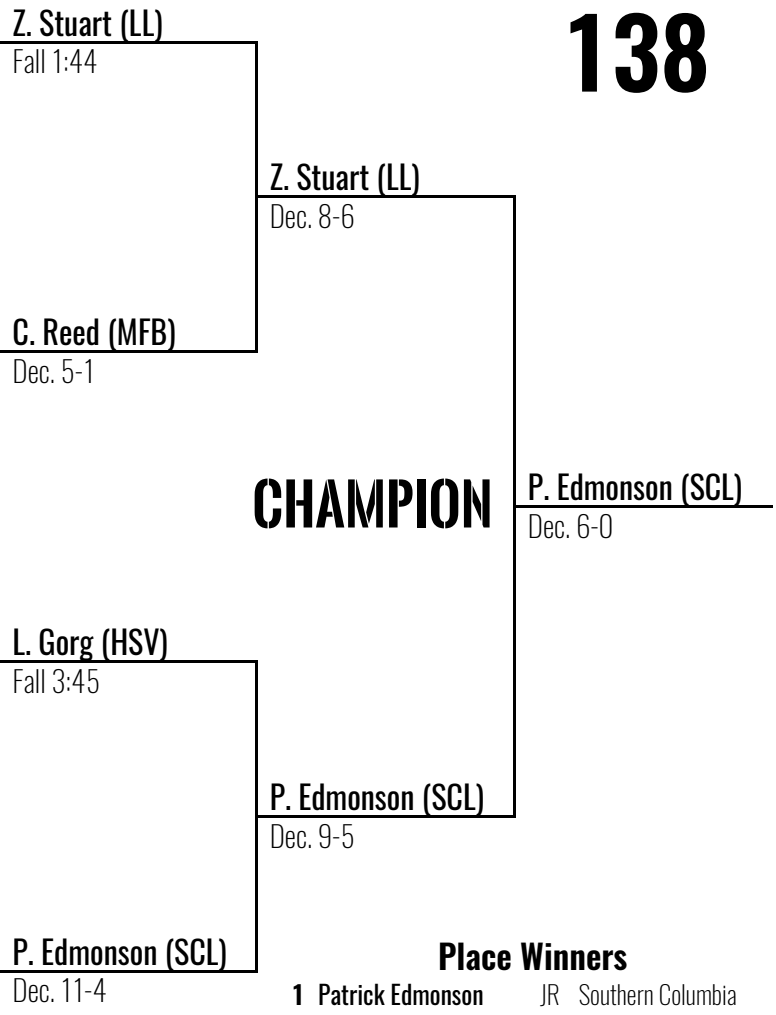 Z. Stuart (LL)
Fall 1:44
138
Z. Stuart (LL)
Dec. 8-6
C. Reed (MFB)
Dec. 5-1
CHAMPION
P. Edmonson (SCL)
Dec. 6-0
L. Gorg (HSV)
Fall 3:45
P. Edmonson (SCL)
Dec. 9-5
P. Edmonson (SCL)
Dec. 11-4
Place Winners
1 Patrick Edmonson JR Southern Columbia